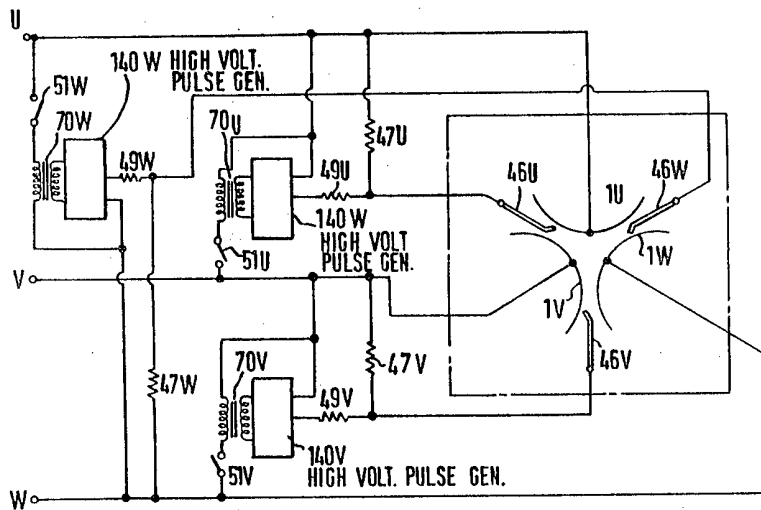 U
140 W HIGH VOLT.
PULSE GEN.
51W
70W
49W
70U
47U
49U
46U
1U
46W
140 W
HIGH VOLT
PULSE GEN.
51U
1W
V
1V
70V
47V
46V
47W
49V
51V
140V
HIGH VOLT. PULSE GEN.
W